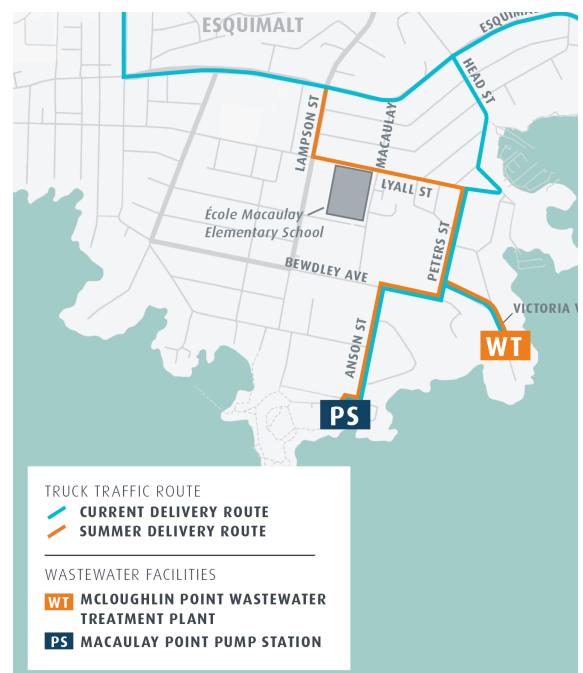 ESQUIMALT
ESQUIMAL
HEAD ST
LAMPSON ST
MACAULAY
LYALL ST
École Macaulay
Elementary School
PETERS ST
BEWDLEY AVE
VICTORIA V
ANSON ST
WT
PS
TRUCK TRAFFIC ROUTE
CURRENT DELIVERY ROUTE
SUMMER DELIVERY ROUTE
WASTEWATER FACILITIES
WT MCLOUGHLIN POINT WASTEWATER
TREATMENT PLANT
PS MACAULAY POINT PUMP STATION